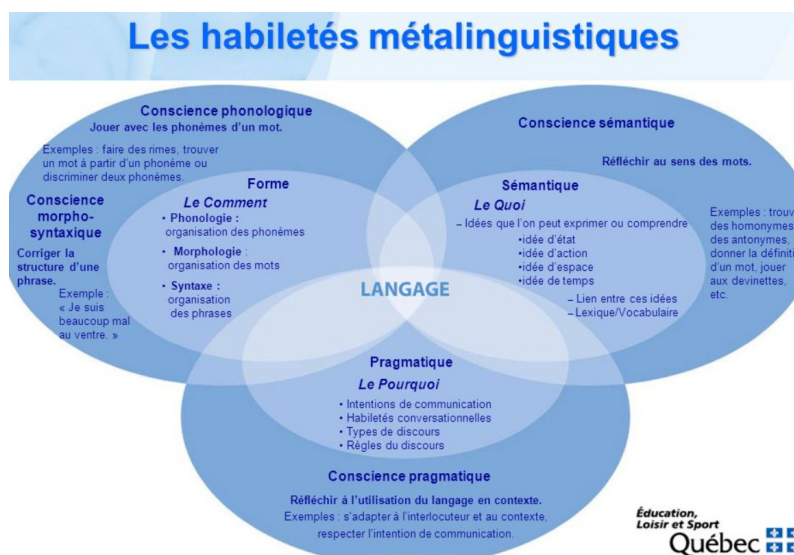 Les habiletés métalinguistiques
Conscience phonologique
Jouer avec les phonèmes d'un mot.
Exemples : faire des rimes, trouver
un mot à partir d'un phonème ou
discriminer deux phonèmes.
Conscience
morpho-
syntaxique
Corriger la
structure d'une
phrase.
Exemple :
« Je suis
beaucoup mal
au ventre. »
Forme
Le Comment
• Phonologie :
organisation des phonèmes
• Morphologie :
organisation des mots
• Syntaxe :
organisation
des phrases
LANGAGE
Conscience sémantique
Réfléchir au sens des mots.
Sémantique
Le Quoi
– Idées que l'on peut exprimer ou comprendre
•idée d'état
•idée d'action
•idée d'espace
•idée de temps
– Lien entre ces idées
– Lexique/Vocabulaire
Exemples : trouv
des homonymes
des antonymes,
donner la définiti
d'un mot, jouer
aux devinettes,
etc.
Pragmatique
Le Pourquoi
• Intentions de communication
• Habiletés conversationnelles
• Types de discours
• Règles du discours
Conscience pragmatique
Réfléchir à l'utilisation du langage en contexte.
Exemples : s'adapter à l'interlocuteur et au contexte,
respecter l'intention de communication.
Éducation,
Loisir et Sport
Québec